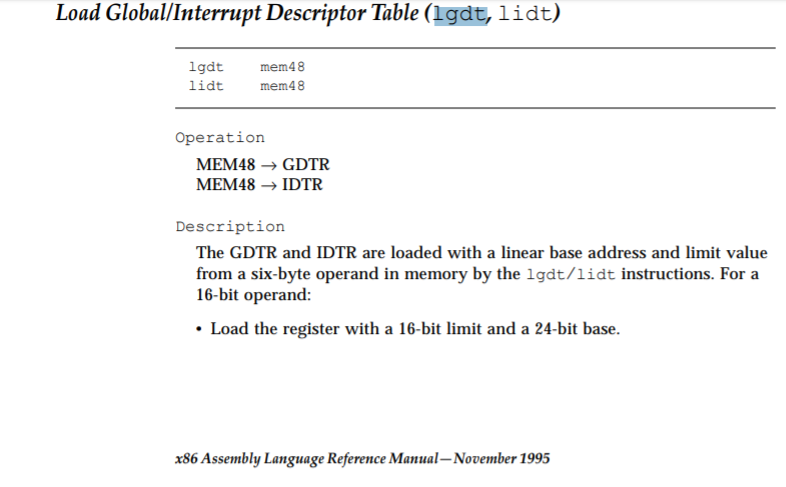 Load Global/Interrupt Descriptor Table (lgdt, lidt)
lgdt mem48
lidt mem48
Operation
MEM48 → GDTR
MEM48 → IDTR
Description
The GDTR and IDTR are loaded with a linear base address and limit value
from a six-byte operand in memory by the lgdt/lidt instructions. For a
16-bit operand:
• Load the register with a 16-bit limit and a 24-bit base.
x86 Assembly Language Reference Manual—November 1995